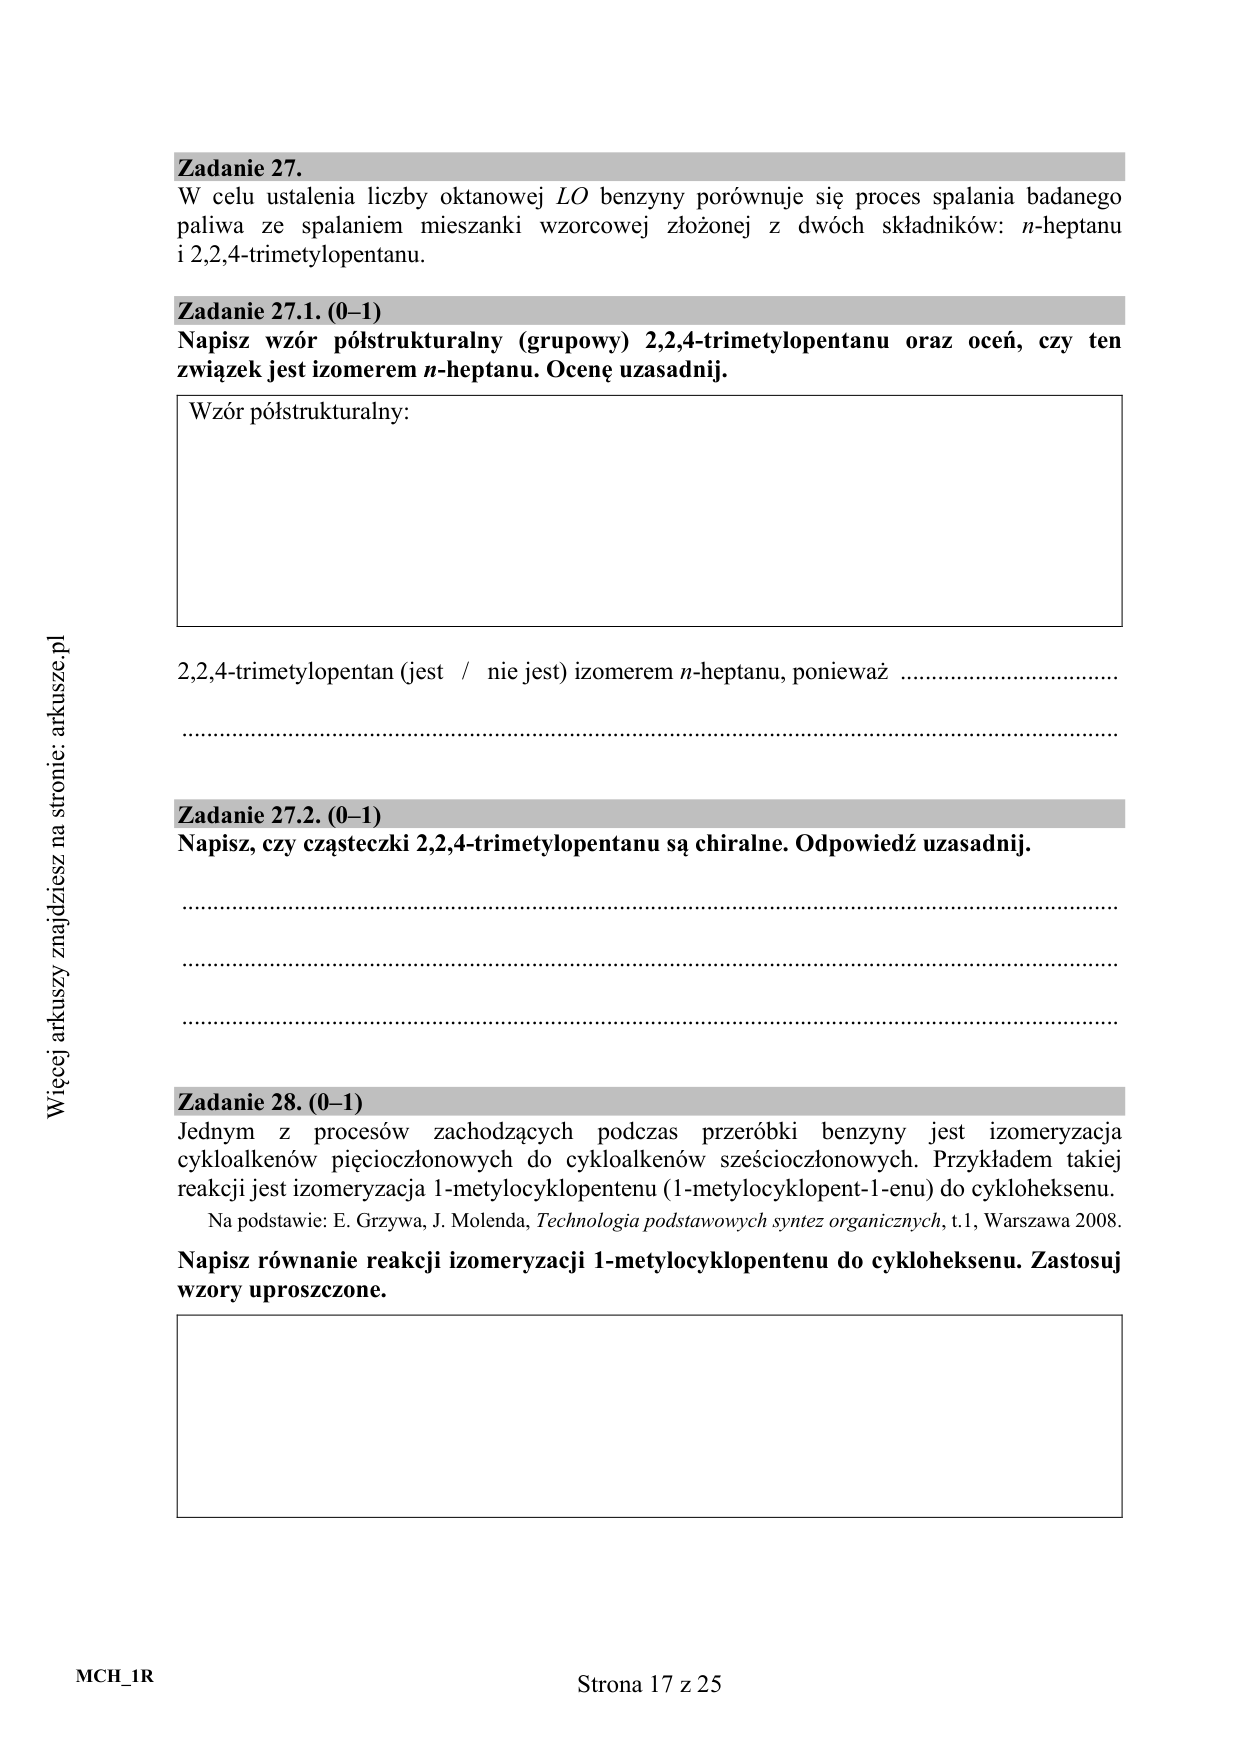 Zadanie 27.
W celu ustalenia liczby oktanowej LO benzyny porównuje się proces spalania badanego
paliwa ze spalaniem mieszanki wzorcowej złożonej z dwóch składników: n-heptanu
i 2,2,4-trimetylopentanu.
Zadanie 27.1. (0–1)
Napisz wzór półstrukturalny (grupowy) 2,2,4-trimetylopentanu oraz oceń, czy ten
związek jest izomerem n-heptanu. Ocenę uzasadnij.
Wzór półstrukturalny:
2,2,4-trimetylopentan (jest / nie jest) izomerem n-heptanu, ponieważ ...................................
......................................................................................................................................................
Zadanie 27.2. (0–1)
Napisz, czy cząsteczki 2,2,4-trimetylopentanu są chiralne. Odpowiedź uzasadnij.
......................................................................................................................................................
......................................................................................................................................................
......................................................................................................................................................
Zadanie 28. (0–1)
Jednym z procesów zachodzących podczas przeróbki benzyny jest izomeryzacja
cykloalkenów pięcioczłonowych do cykloalkenów sześcioczłonowych. Przykładem takiej
reakcji jest izomeryzacja 1-metylocyklopentenu (1-metylocyklopent-1-enu) do cykloheksenu.
Na podstawie: E. Grzywa, J. Molenda, Technologia podstawowych syntez organicznych, t.1, Warszawa 2008.
Napisz równanie reakcji izomeryzacji 1-metylocyklopentenu do cykloheksenu. Zastosuj
wzory uproszczone.
Więcej arkuszy znajdziesz na stronie: arkusze.pl
MCH_1R
Strona 17 z 25